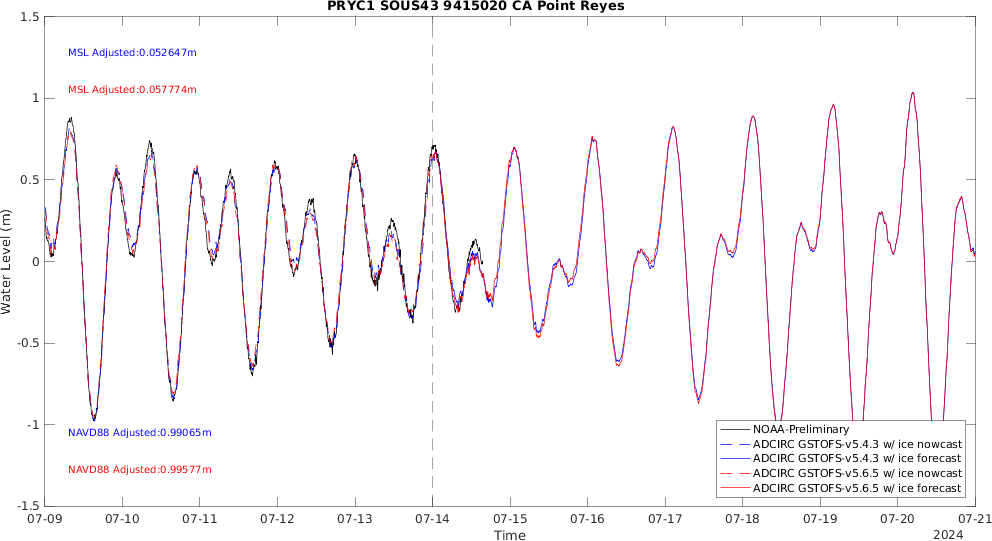 PRYC1 SOUS43 9415020 CA Point Reyes
1.5
MSL Adjusted:0.052647m
MSL Adjusted:0.057774m
1
0.5
0
-0.5
-1
-1.5
Water Level (m)
NAVD88 Adjusted:0.99065m
NAVD88 Adjusted:0.99577m
NOAA-Preliminary
ADCIRC GSTOFS-v5.4.3 w/ ice nowcast
ADCIRC GSTOFS-v5.4.3 w/ ice forecast
ADCIRC GSTOFS-v5.6.5 w/ ice nowcast
ADCIRC GSTOFS-v5.6.5 w/ ice forecast
07-09 07-10 07-11 07-12 07-13 07-14 07-15 07-16 07-17 07-18 07-19 07-20 07-21
Time
2024